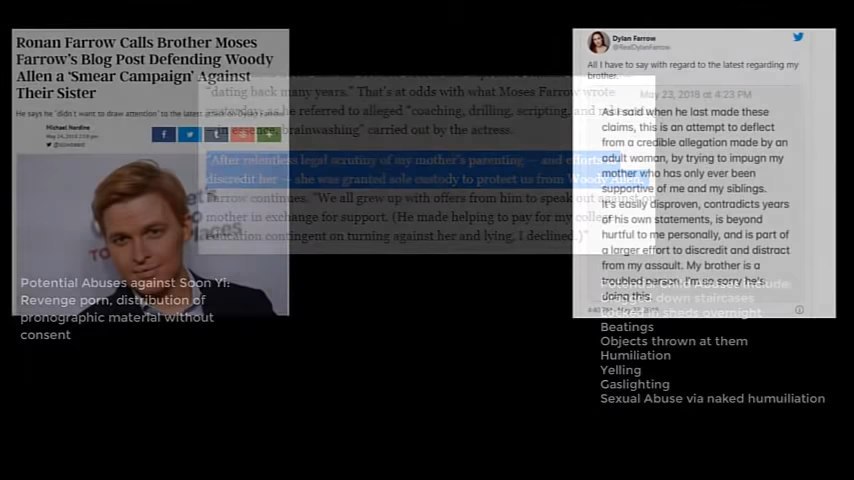 Ronan Farrow Calls Brother Moses
Farrow's Blog Post Defending Woody
Allen a 'Smear Campaign' Against
Their Sister
He says he 'didn't want to draw attention' to the latest
Michael Nordine
"dating back many years." That's at odds with what Moses Farrow wrote
yesterday, as he referred to alleged "coaching, drilling, scripting, and
in essence, brainwashing" carried out by the actress.
"After relentless legal scrutiny of my mother's parenting — and efforts
discredit her — she was granted sole custody to protect us from Woody Allen,"
Farrow continues. "We all grew up with offers from him to speak out against
mother in exchange for support. (He made helping to pay for my college
education contingent on turning against her and lying, I declined.)"
Dylan Farrow
@RealDylanFarrow
All I have to say with regard to the latest regarding my
brother.
May 23, 2018 at 4:23 PM
As I said when he last made these
claims, this is an attempt to deflect
from a credible allegation made by an
adult woman, by trying to impugn my
mother who has only ever been
supportive of me and my siblings.
It's easily disproven, contradicts years
of his own statements, is beyond
hurtful to me personally, and is part of
a larger effort to discredit and distract
from my assault. My brother is a
troubled person. I'm so sorry he's
doing this.
Potential Abuses against Soon Yi:
Revenge porn, distribution of
pronographic material without
consent
down staircases
Locked in sheds overnight
Beatings
Objects thrown at them
Humiliation
Yelling
Gaslighting
Sexual Abuse via naked humuiliation